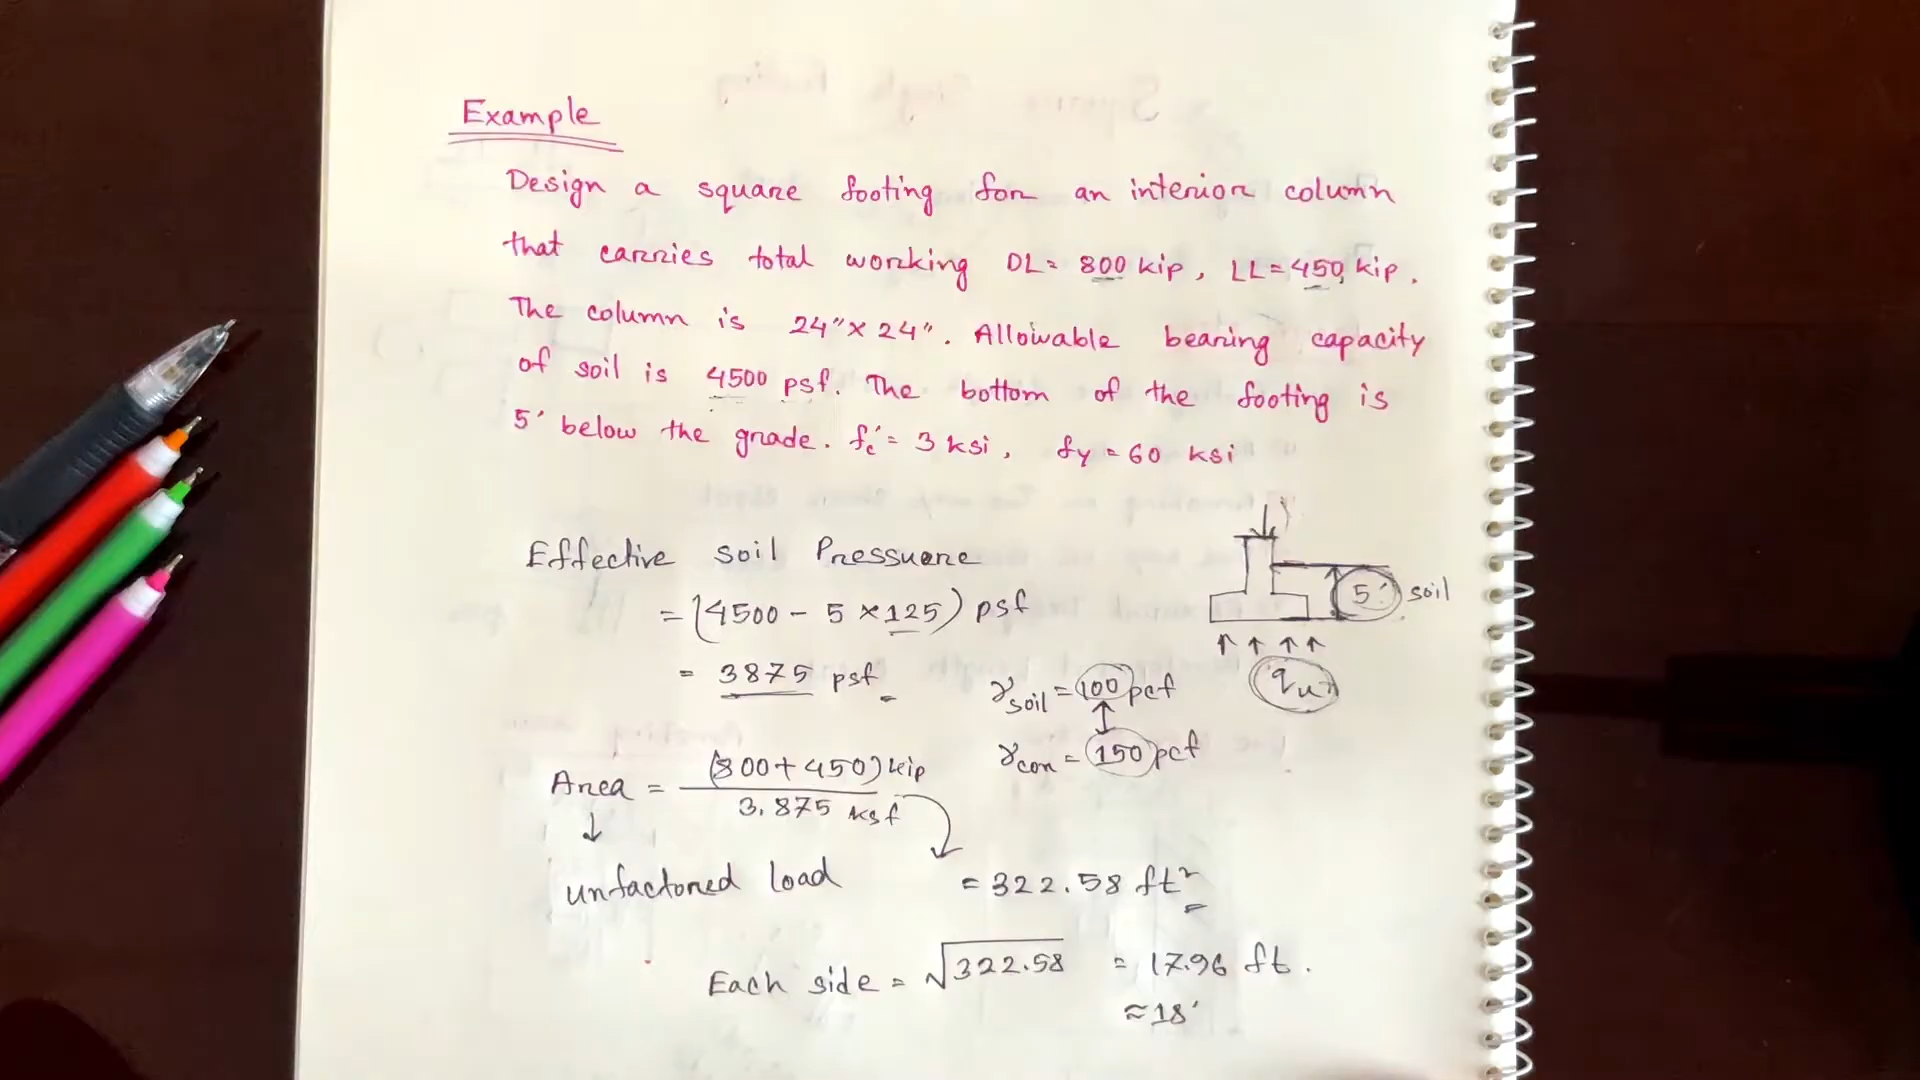 Example
Design a square footing for an interior column
that carries total working DL = 800 kip, LL = 450 kip.
The column is 24" × 24". Allowable bearing capacity
of soil is 4500 psf. The bottom of the footing is
5' below the grade. fc' = 3 ksi, fy = 60 ksi
Effective soil Pressure
= (4500 - 5 × 125) psf
= 3875 psf
5' soil
qu
γsoil = 100 pcf
γcon = 150 pcf
Area = (800 + 450) kip
3.875 ksf
unfactored load = 322.58 ft²
Each side = √322.58 = 17.96 ft.
≈ 18'